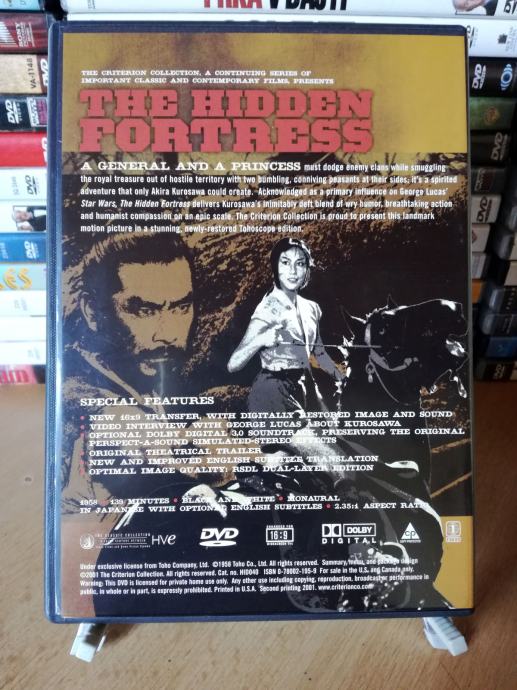 PRKA V BAŠTI
THE CRITERION COLLECTION, A CONTINUING SERIES OF
IMPORTANT CLASSIC AND CONTEMPORARY FILMS, PRESENTS
THE HIDDEN
FORTRESS
A GENERAL AND A PRINCESS must dodge enemy clans while smuggling
the royal treasure out of hostile territory with two bumbling, conniving peasants at their sides; it's a spirited
adventure that only Akira Kurosawa could create. Acknowledged as a primary influence on George Lucas'
Star Wars, The Hidden Fortress delivers Kurosawa's inimitably deft blend of wry humor, breathtaking action
and humanist compassion on an epic scale. The Criterion Collection is proud to present this landmark
motion picture in a stunning, newly-restored Tohoscope edition.
SPECIAL FEATURES
• NEW 16X9 TRANSFER, WITH DIGITALLY RESTORED IMAGE AND SOUND
• VIDEO INTERVIEW WITH GEORGE LUCAS ABOUT KUROSAWA
• OPTIONAL DOLBY DIGITAL 3.0 SOUNDTRACK, PRESERVING THE ORIGINAL
PERSPECT-A-SOUND SIMULATED-STEREO EFFECTS
• ORIGINAL THEATRICAL TRAILER
• NEW AND IMPROVED ENGLISH SUBTITLE TRANSLATION
• OPTIMAL IMAGE QUALITY: RSDL DUAL-LAYER EDITION
1958 • 139 MINUTES • BLACK AND WHITE • MONAURAL
IN JAPANESE WITH OPTIONAL ENGLISH SUBTITLES • 2.35:1 ASPECT RATIO
HVE
DVD
VIDEO
16:9
DOLBY
DIGITAL
Under exclusive license from Toho Company, Ltd. ©1958 Toho Co., Ltd. All rights reserved. Summary, menu, and package design
©2001 The Criterion Collection. All rights reserved. Cat. no. HID040 ISBN 0-78002-195-9 For sale in the U.S. and Canada only.
Warning: This DVD is licensed for private home use only. Any other use including copying, reproduction, broadcast or performance in
public, in whole or in part, is expressly prohibited. Printed in U.S.A. Second printing 2001. www.criterionco.com